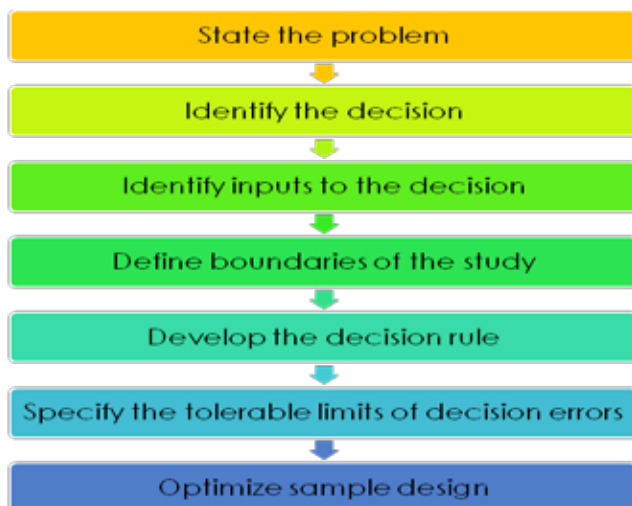 State the problem
Identify the decision
Identify inputs to the decision
Define boundaries of the study
Develop the decision rule
Specify the tolerable limits of decision errors
Optimize sample design